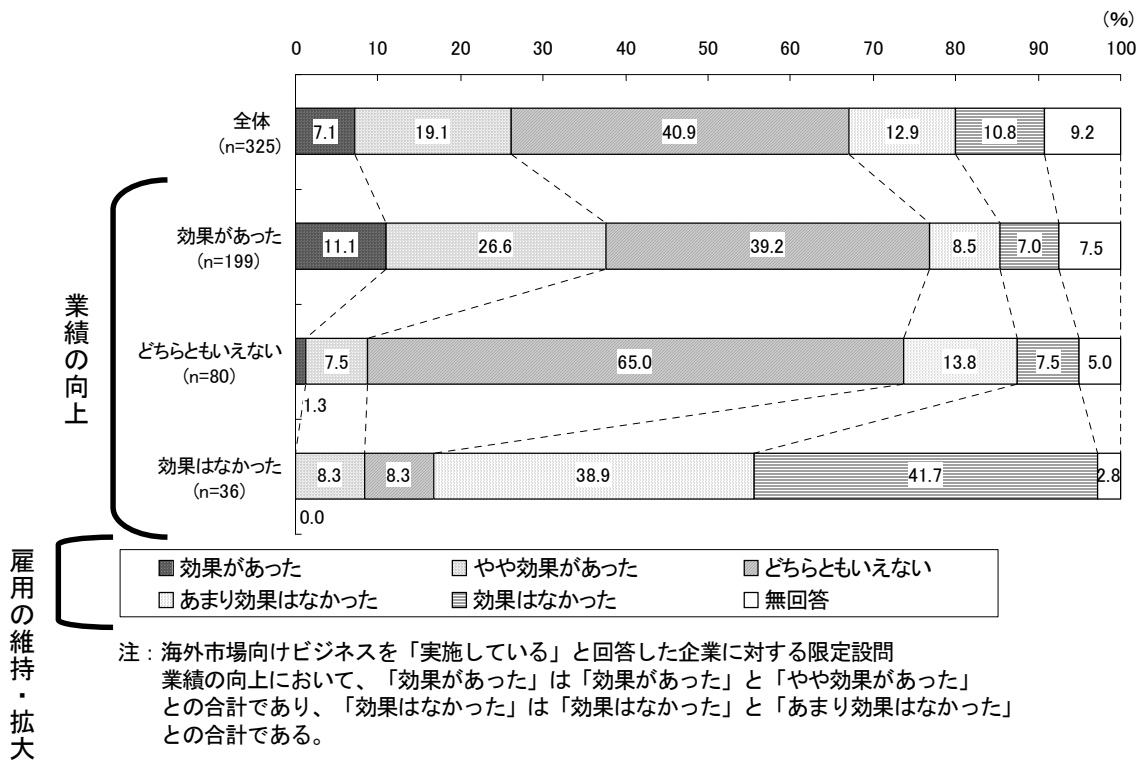 (%)
0 10 20 30 40 50 60 70 80 90 100
全体
(n=325)
7.1 19.1 40.9 12.9 10.8 9.2
効果があった
(n=199)
11.1 26.6 39.2 8.5 7.0 7.5
どちらともいえない
(n=80)
7.5 65.0 13.8 7.5 5.0
1.3
効果はなかった
(n=36)
8.3 8.3 38.9 41.7 2.8
0.0
業績の向上
雇用の維持・拡大
効果があった やや効果があった どちらともいえない
あまり効果はなかった 効果はなかった 無回答
注：海外市場向けビジネスを「実施している」と回答した企業に対する限定設問
業績の向上において、「効果があった」は「効果があった」と「やや効果があった」
との合計であり、「効果はなかった」は「効果はなかった」と「あまり効果はなかった」
との合計である。